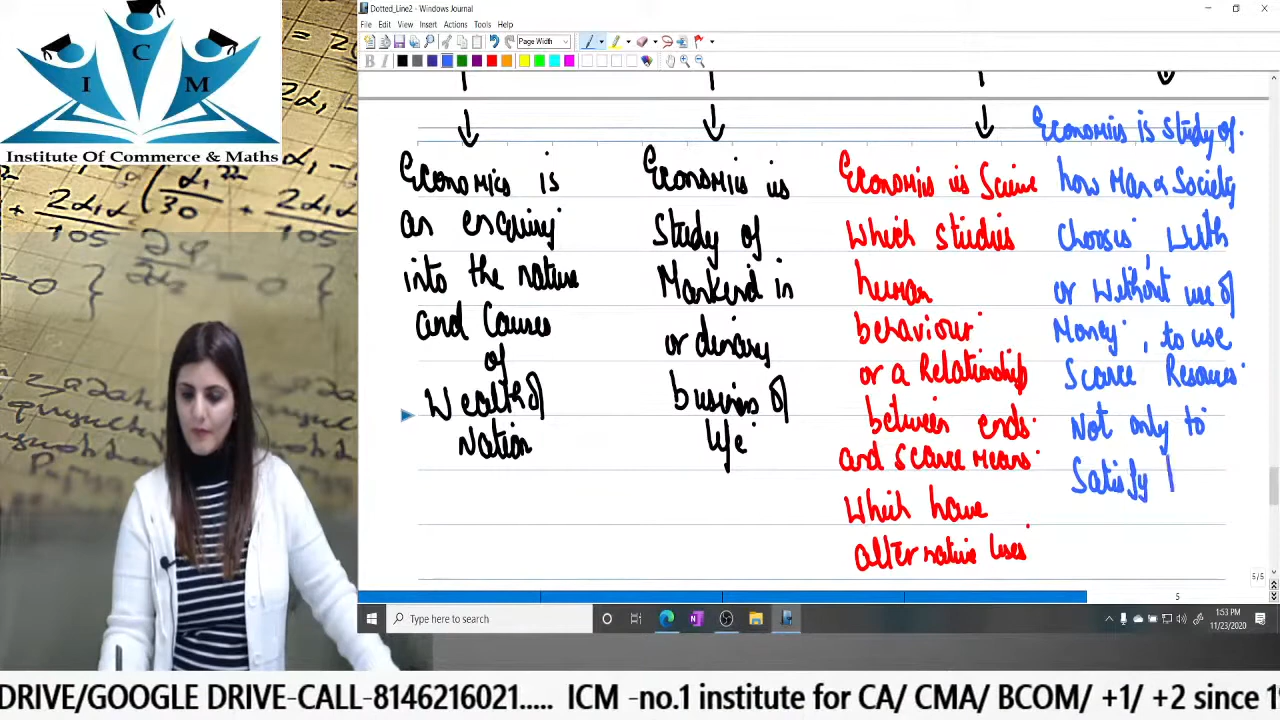 I C M
Institute Of Commerce & Maths
Dotted_Line2 - Windows Journal
File Edit View Insert Actions Tools Help
Page Width
B I
Economics is
an enquiry
into the nature
and Causes
of
Wealth of
Nation
Economics is
Study of
Mankind in
ordinary
business of
life
Economics is Science
Which studies
human
behaviour
or a Relationship
between ends
and scarce means
Which have
alternative uses
Economics is Study of
how Man & Society
Chooses, With
or Without use of
Money, to use
Scarce Resources
Not only to
Satisfy
5/5
5
Type here to search
1:53 PM
11/23/2020
DRIVE/GOOGLE DRIVE-CALL-8146216021..... ICM -no.1 institute for CA/ CMA/ BCOM/ +1/ +2 since 19